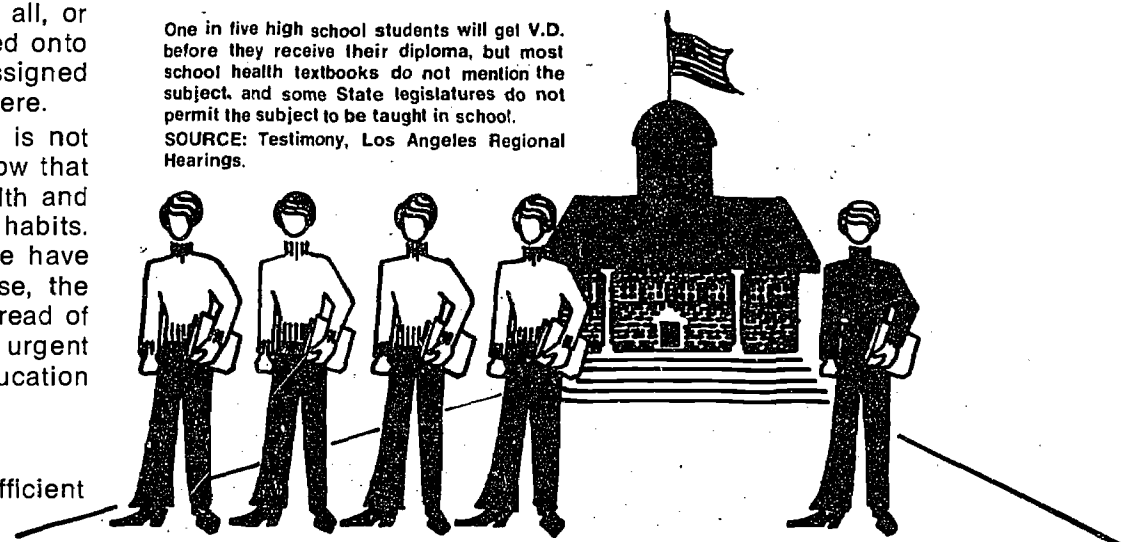 all, or
ed onto
ssigned
ere.
is not
ow that
lth and
habits.
e have
se, the
read of
urgent
ucation
fficient
One in five high school students will get V.D.
before they receive their diploma, but most
school health textbooks do not mention the
subject, and some State legislatures do not
permit the subject to be taught in school.
SOURCE: Testimony, Los Angeles Regional
Hearings.